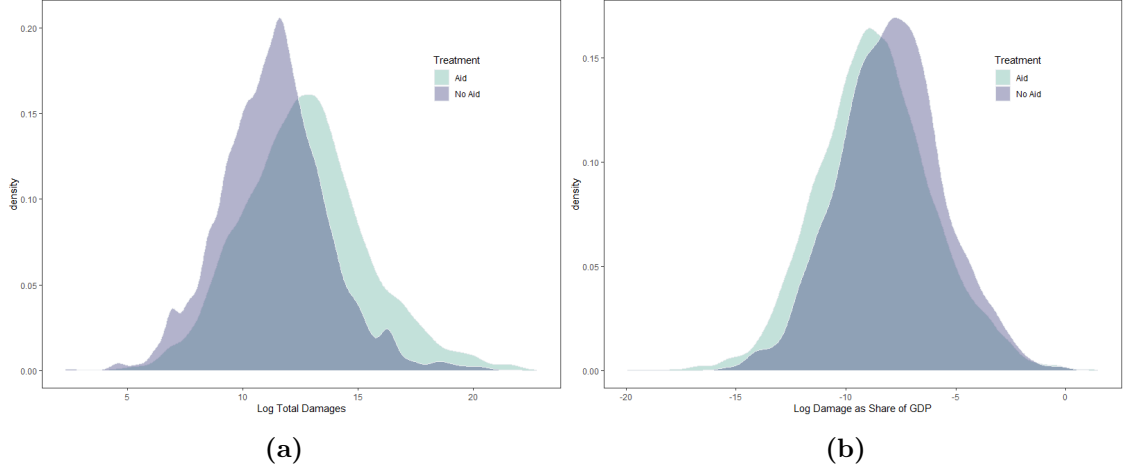 0.20
0.15
0.10
0.05
0.00
density
Treatment
Aid
No Aid
5
10
15
20
Log Total Damages
(a)
0.15
0.10
0.05
0.00
density
Treatment
Aid
No Aid
-20
-15
-10
-5
0
Log Damage as Share of GDP
(b)